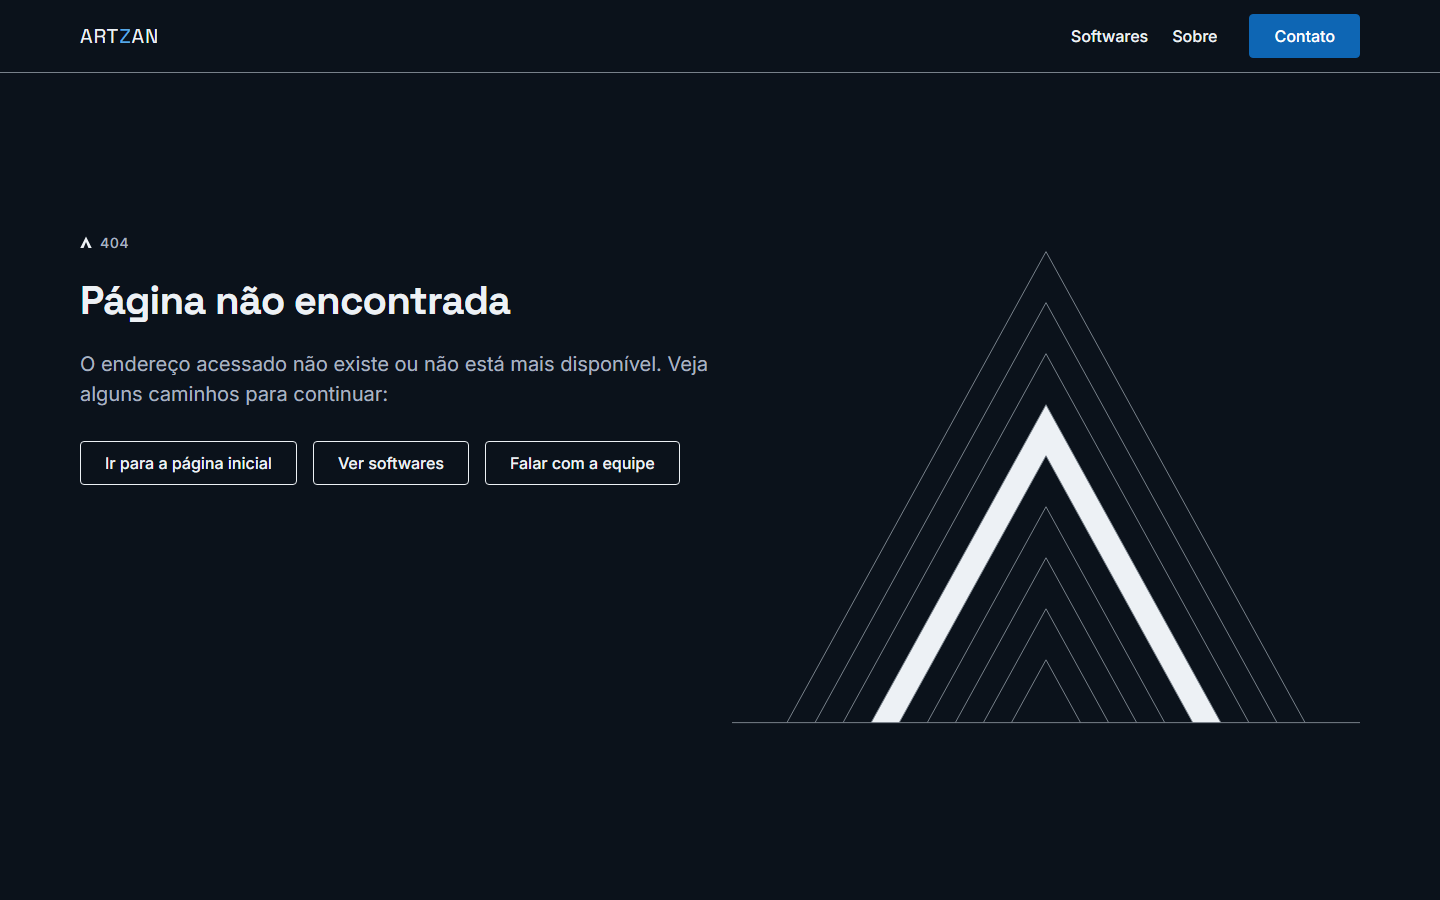 ARTZAN
Softwares
Sobre
Contato
404
Página não encontrada
O endereço acessado não existe ou não está mais disponível. Veja
alguns caminhos para continuar:
Ir para a página inicial
Ver softwares
Falar com a equipe